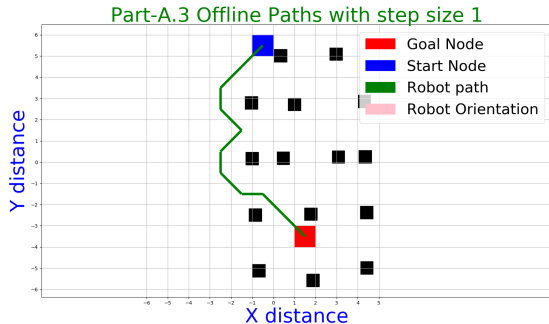 Part-A.3 Offline Paths with step size 1
Goal Node
Start Node
Robot path
Robot Orientation
Y distance
6
5
4
3
2
1
0
−1
−2
−3
−4
−5
−6
−6 −5 −4 −3 −2 −1 0 1 2 3 4 5
X distance